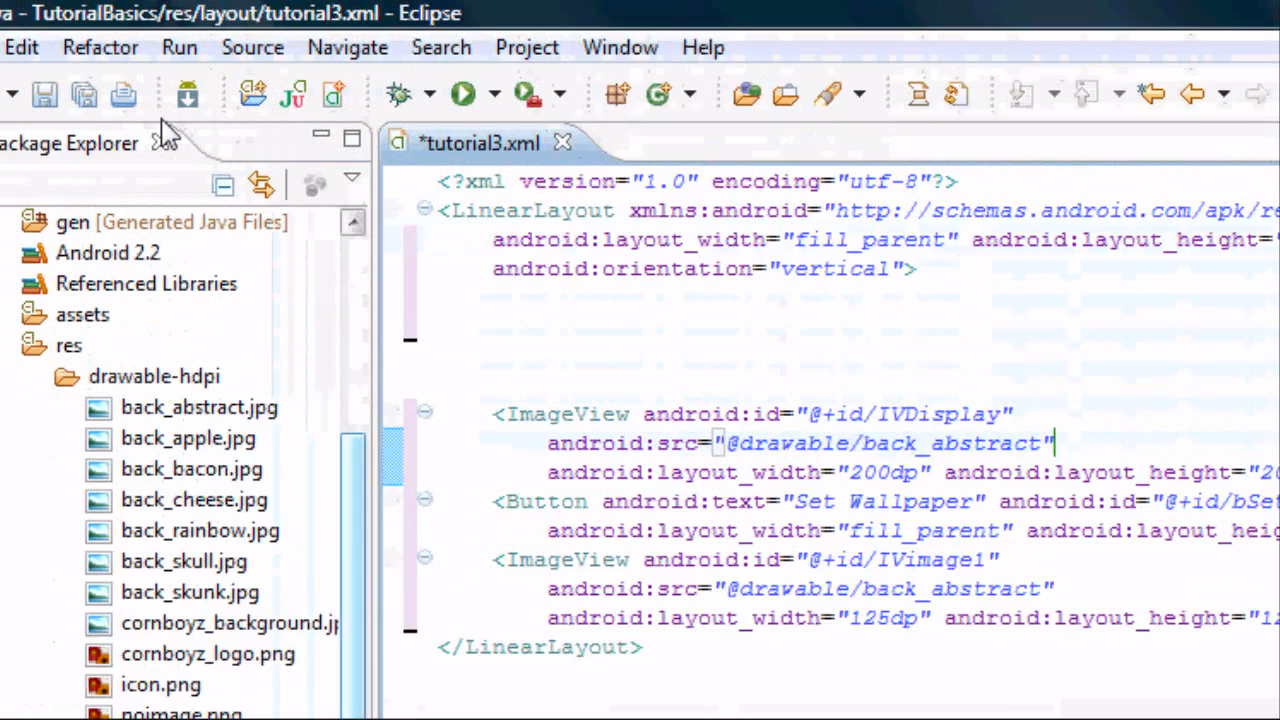 va - TutorialBasics/res/layout/tutorial3.xml - Eclipse
Edit Refactor Run Source Navigate Search Project Window Help
ackage Explorer
*tutorial3.xml
gen [Generated Java Files]
Android 2.2
Referenced Libraries
assets
res
drawable-hdpi
back_abstract.jpg
back_apple.jpg
back_bacon.jpg
back_cheese.jpg
back_rainbow.jpg
back_skull.jpg
back_skunk.jpg
cornboyz_background.jp
cornboyz_logo.png
icon.png
noimage.png
<?xml version="1.0" encoding="utf-8"?>
<LinearLayout xmlns:android="http://schemas.android.com/apk/re
android:layout_width="fill_parent" android:layout_height="
android:orientation="vertical">
<ImageView android:id="@+id/IVDisplay"
android:src="@drawable/back_abstract"
android:layout_width="200dp" android:layout_height="20
<Button android:text="Set Wallpaper" android:id="@+id/bSet
android:layout_width="fill_parent" android:layout_heig
<ImageView android:id="@+id/IVimage1"
android:src="@drawable/back_abstract"
android:layout_width="125dp" android:layout_height="12
</LinearLayout>